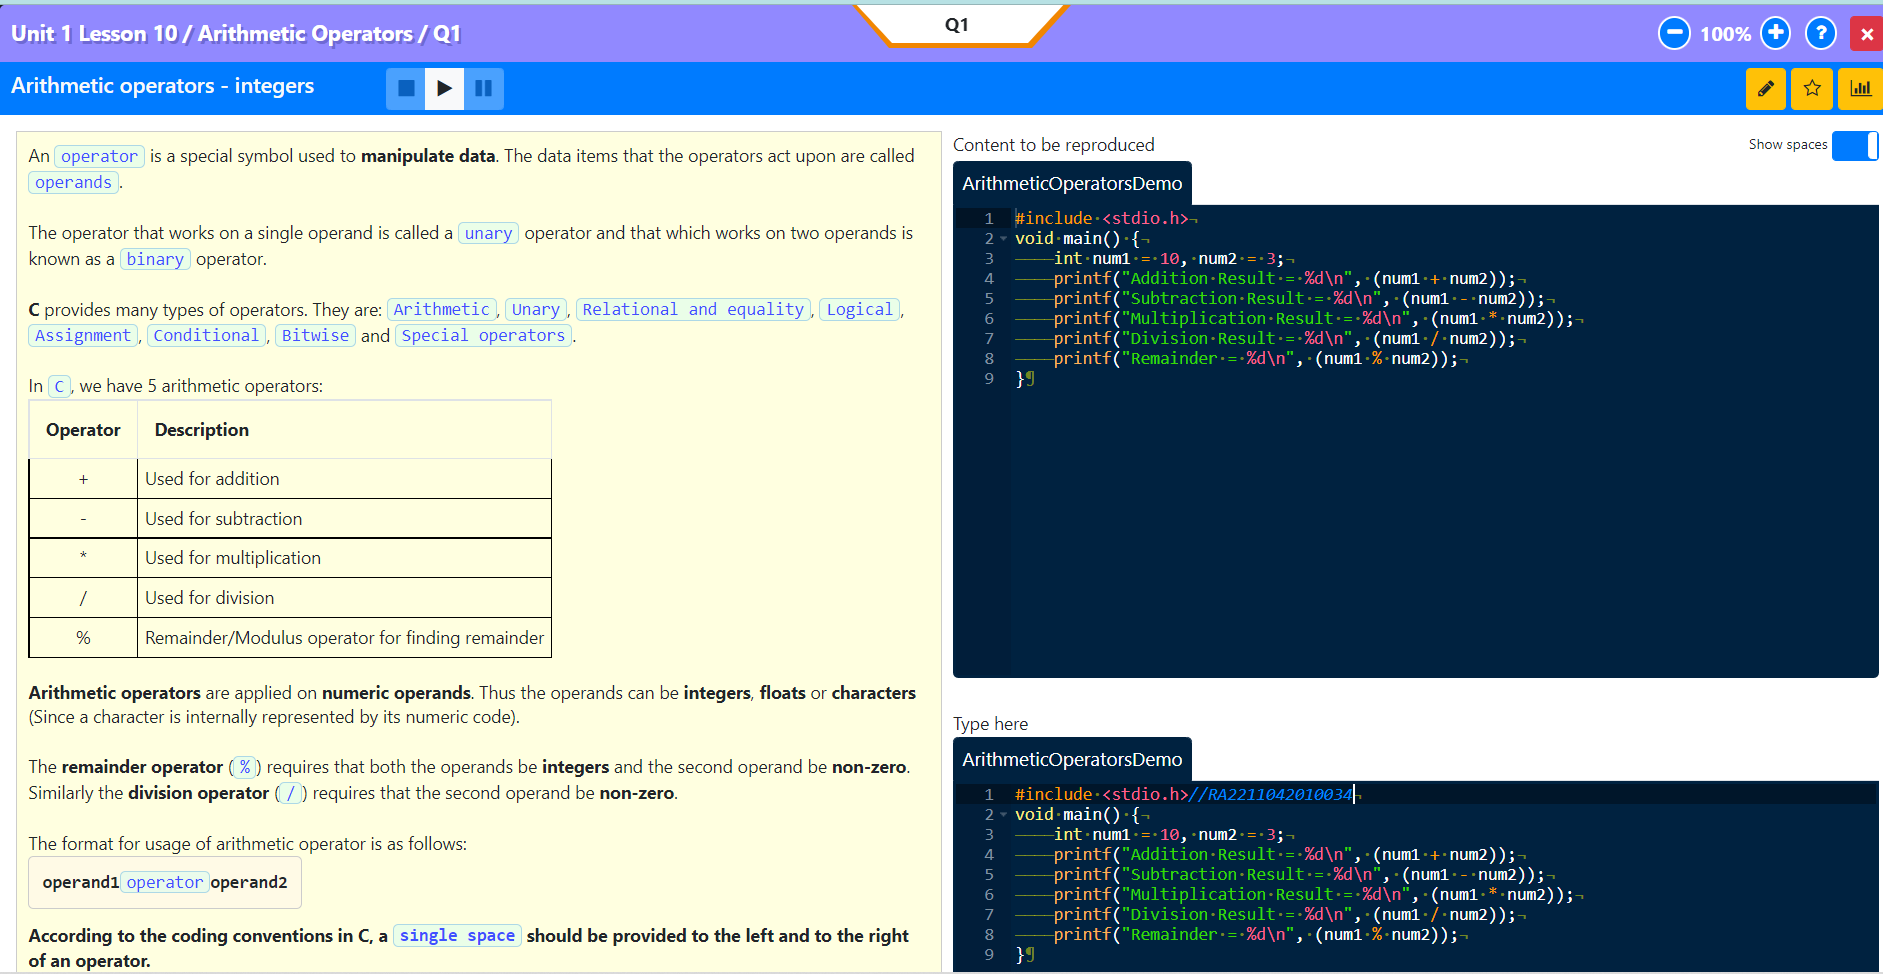 Unit 1 Lesson 10 / Arithmetic Operators / Q1
Q1
100%
?
×
Arithmetic operators - integers
An operator is a special symbol used to manipulate data. The data items that the operators act upon are called
operands.
The operator that works on a single operand is called a unary operator and that which works on two operands is
known as a binary operator.
C provides many types of operators. They are: Arithmetic, Unary, Relational and equality, Logical,
Assignment, Conditional, Bitwise and Special operators.
In C, we have 5 arithmetic operators:
Operator Description
+ Used for addition
- Used for subtraction
* Used for multiplication
/ Used for division
% Remainder/Modulus operator for finding remainder
Arithmetic operators are applied on numeric operands. Thus the operands can be integers, floats or characters
(Since a character is internally represented by its numeric code).
The remainder operator (%) requires that both the operands be integers and the second operand be non-zero.
Similarly the division operator (/) requires that the second operand be non-zero.
The format for usage of arithmetic operator is as follows:
operand1 operator operand2
According to the coding conventions in C, a single space should be provided to the left and to the right
of an operator.
Content to be reproduced
Show spaces
ArithmeticOperatorsDemo
1 #include·<stdio.h>¬
2 void·main()·{¬
3 ————int·num1·=·10,·num2·=·3;¬
4 ————printf("Addition·Result·=·%d\n",·(num1·+·num2));¬
5 ————printf("Subtraction·Result·=·%d\n",·(num1·-·num2));¬
6 ————printf("Multiplication·Result·=·%d\n",·(num1·*·num2));¬
7 ————printf("Division·Result·=·%d\n",·(num1·/·num2));¬
8 ————printf("Remainder·=·%d\n",·(num1·%·num2));¬
9 }¶
Type here
ArithmeticOperatorsDemo
1 #include·<stdio.h>//RA2211042010034¬
2 void·main()·{¬
3 ————int·num1·=·10,·num2·=·3;¬
4 ————printf("Addition·Result·=·%d\n",·(num1·+·num2));¬
5 ————printf("Subtraction·Result·=·%d\n",·(num1·-·num2));¬
6 ————printf("Multiplication·Result·=·%d\n",·(num1·*·num2));¬
7 ————printf("Division·Result·=·%d\n",·(num1·/·num2));¬
8 ————printf("Remainder·=·%d\n",·(num1·%·num2));¬
9 }¶